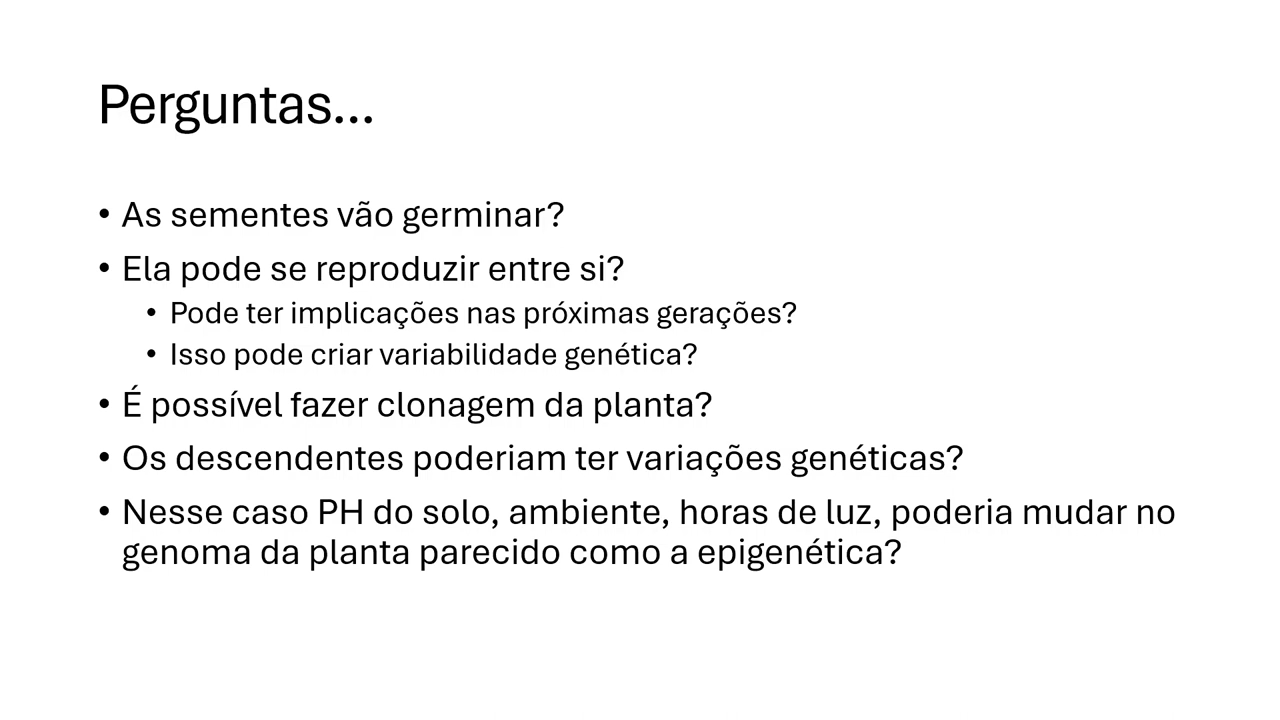 Perguntas...
• As sementes vão germinar?
• Ela pode se reproduzir entre si?
• Pode ter implicações nas próximas gerações?
• Isso pode criar variabilidade genética?
• É possível fazer clonagem da planta?
• Os descendentes poderiam ter variações genéticas?
• Nesse caso PH do solo, ambiente, horas de luz, poderia mudar no
genoma da planta parecido como a epigenética?